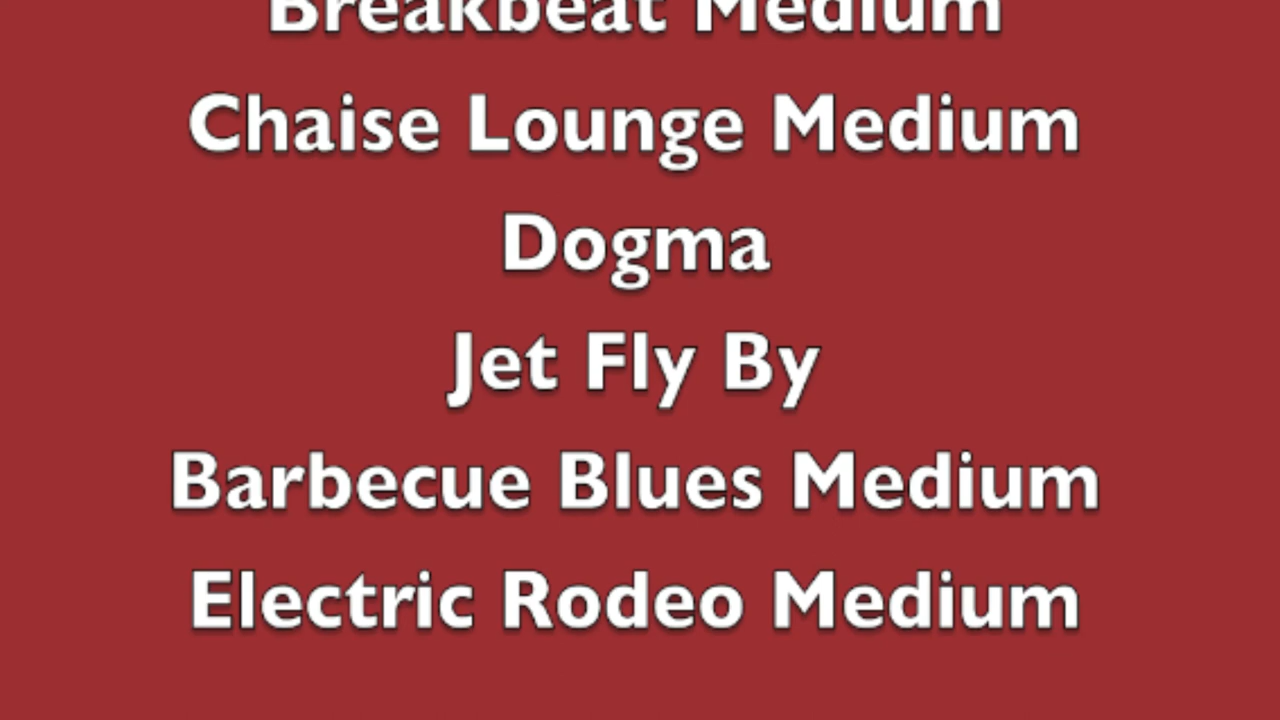 Breakbeat Medium
Chaise Lounge Medium
Dogma
Jet Fly By
Barbecue Blues Medium
Electric Rodeo Medium